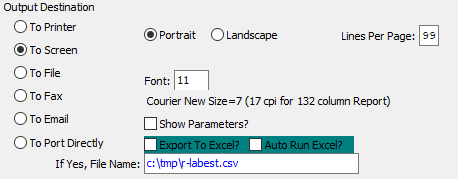 Output Destination
To Printer
To Screen
To File
To Fax
To Email
To Port Directly
Portrait Landscape Lines Per Page: 99
Font: 11
Courier New Size=7 (17 cpi for 132 column Report)
Show Parameters?
Export To Excel? Auto Run Excel?
If Yes, File Name: c:\tmp\r-labest.csv